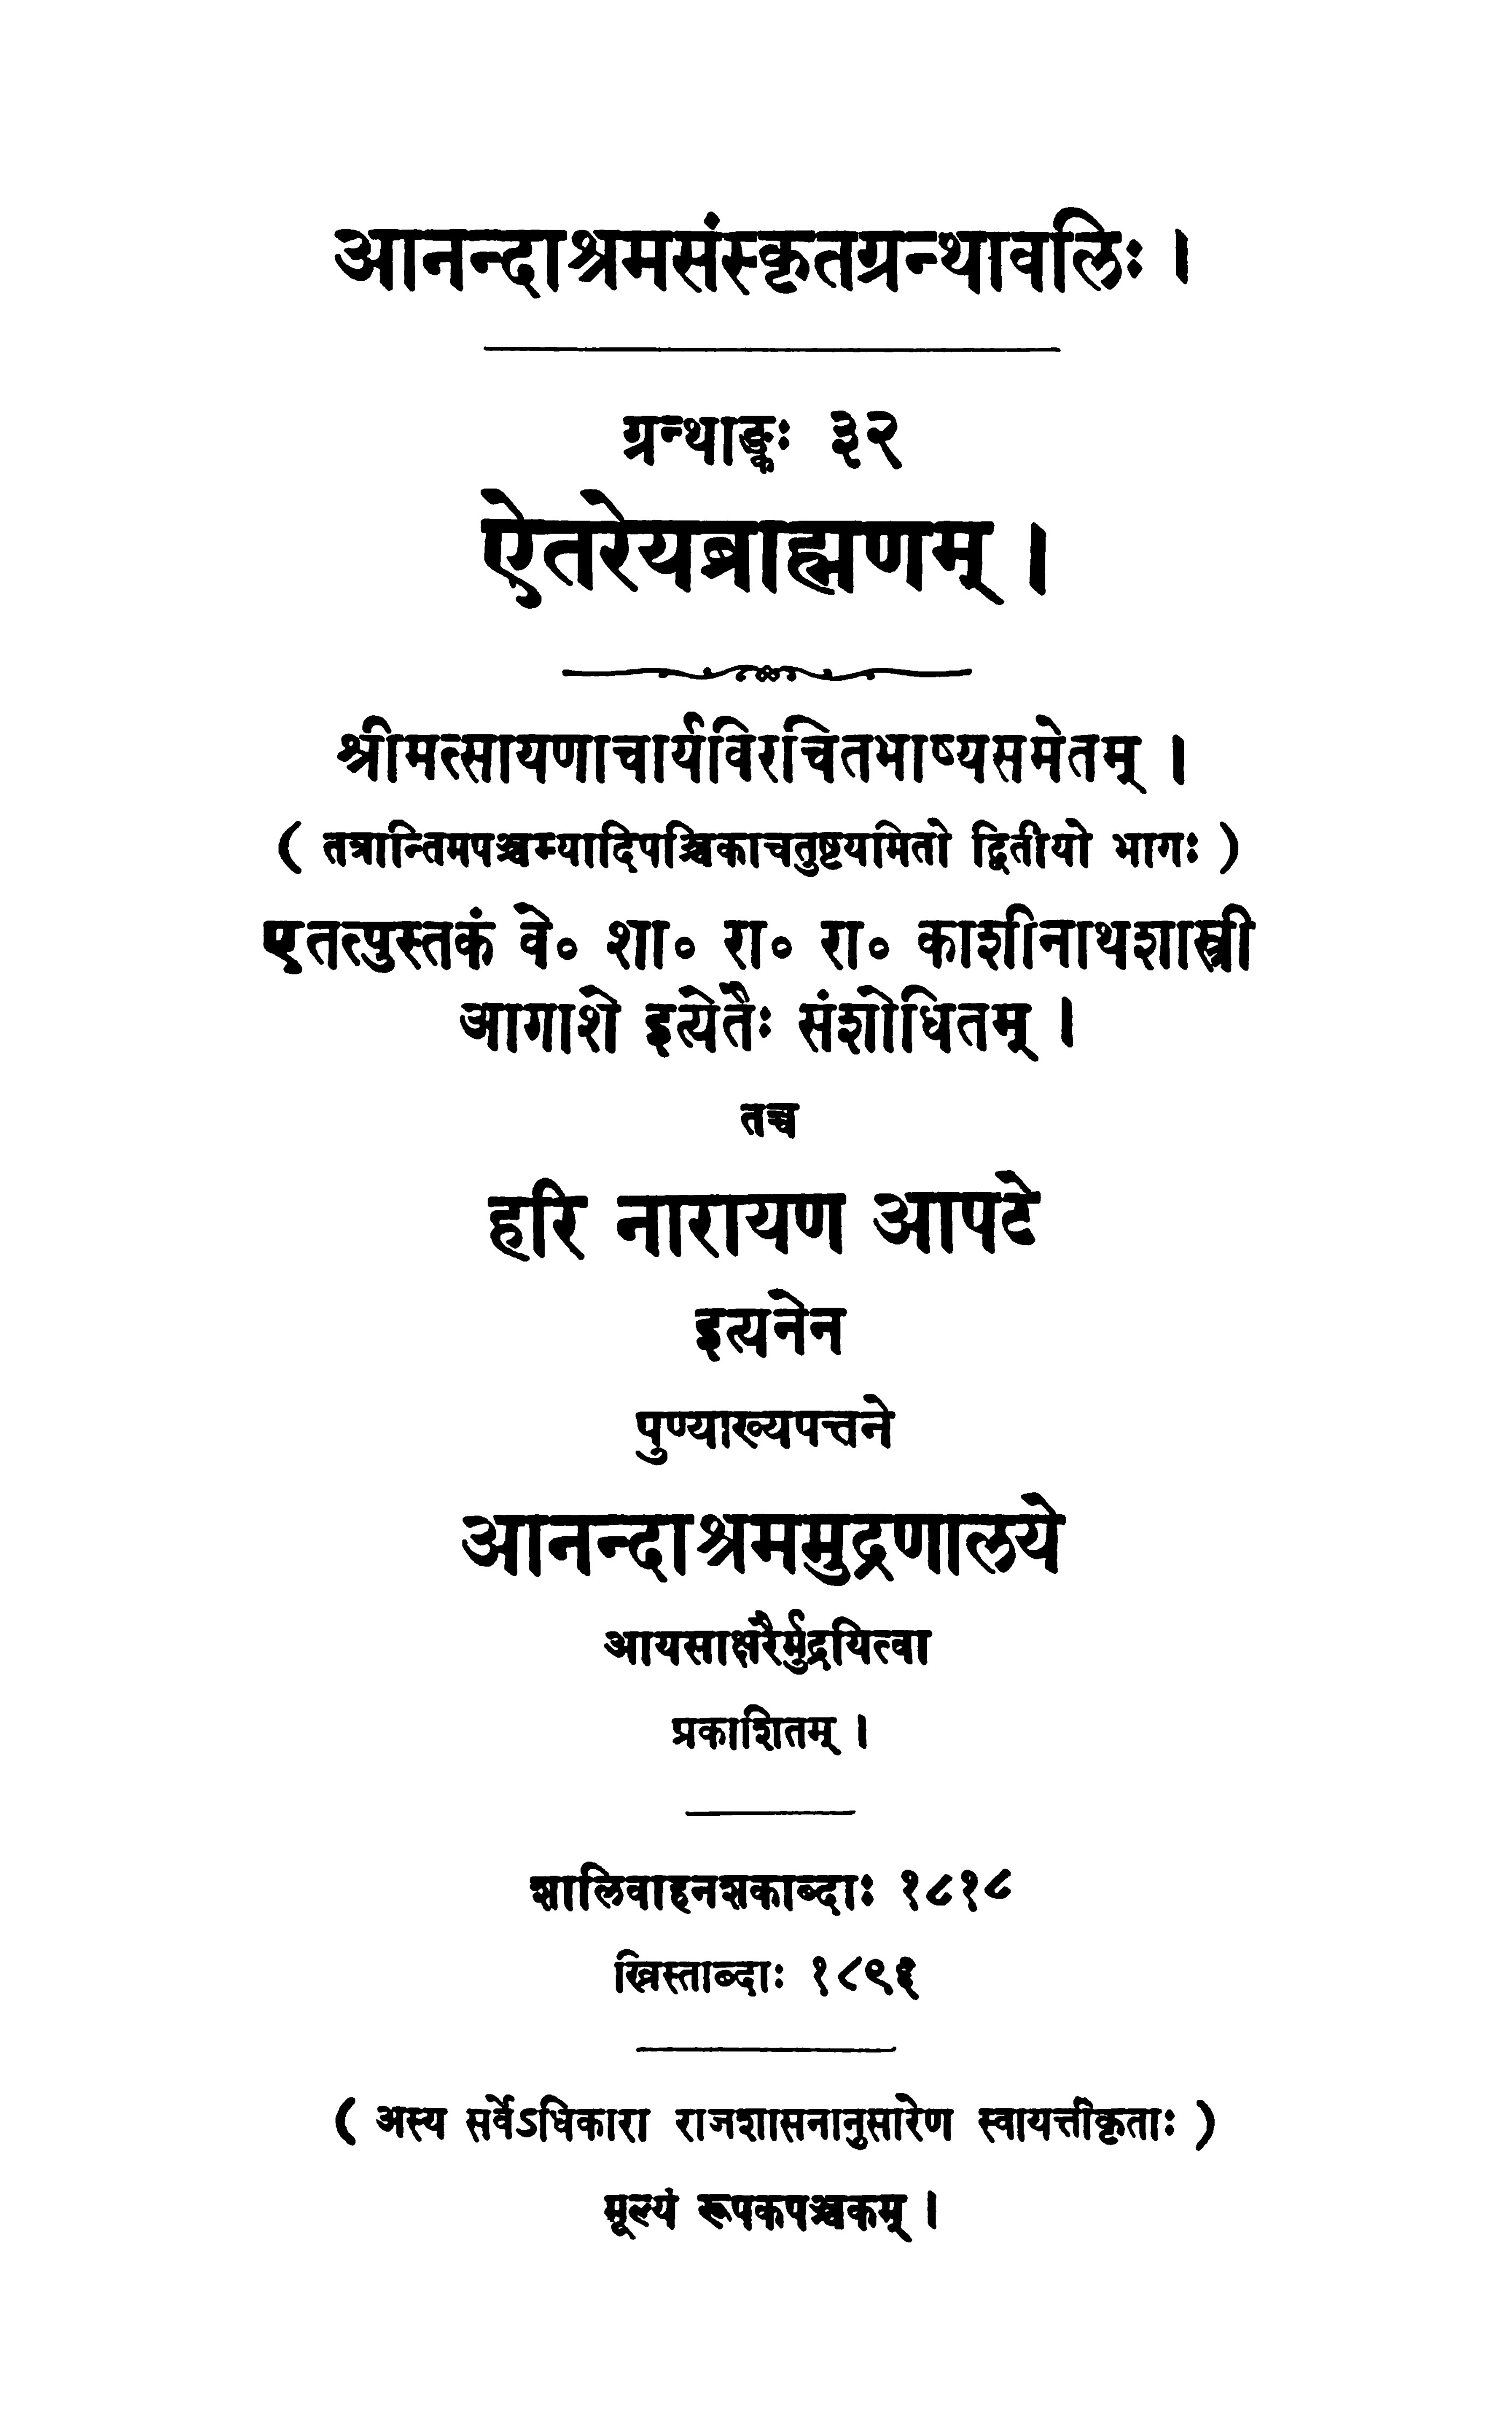 आनन्दाश्रमसंस्कृतग्रन्थावलिः ।
ग्रन्थाङ्कः ३२
ऐतरेयब्राह्मणम् ।
श्रीमत्सायणाचार्यविरचितभाष्यसमेतम् ।
( तत्रान्तिमपञ्चम्यादिपञ्चिकाचतुष्टयमितो द्वितीयो भागः )
एतत्पुस्तकं वे० शा० रा० रा० काशीनाथशास्त्री
आगाशे इत्येतैः संशोधितम् ।
तच्च
हरि नारायण आपटे
इत्यनेन
पुण्याख्यपत्तने
आनन्दाश्रममुद्रणालये
आयसाक्षरैर्मुद्रयित्वा
प्रकाशितम् ।
शालिवाहनशकाब्दाः १८१८
ख्रिस्ताब्दाः
( अस्य सर्वेऽधिकारा राजशासनानुसारेण स्वायत्तीकृताः )
मूल्यं रूपकपञ्चकम् ।